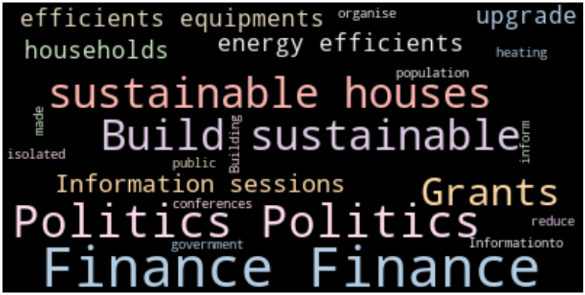 efficients equipments
organise
upgrade
households
energy efficients
heating
population
sustainable houses
made
Build sustainable
Building
inform
isolated
public
Information sessions
Grants
conferences
Politics Politics
reduce
government
Informationto
Finance Finance